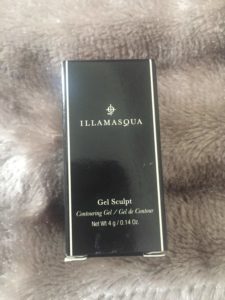 ILLAMASQUA
Gel Sculpt
Contouring Gel / Gel de Contour
Net Wt 4 g / 0.14 Oz.